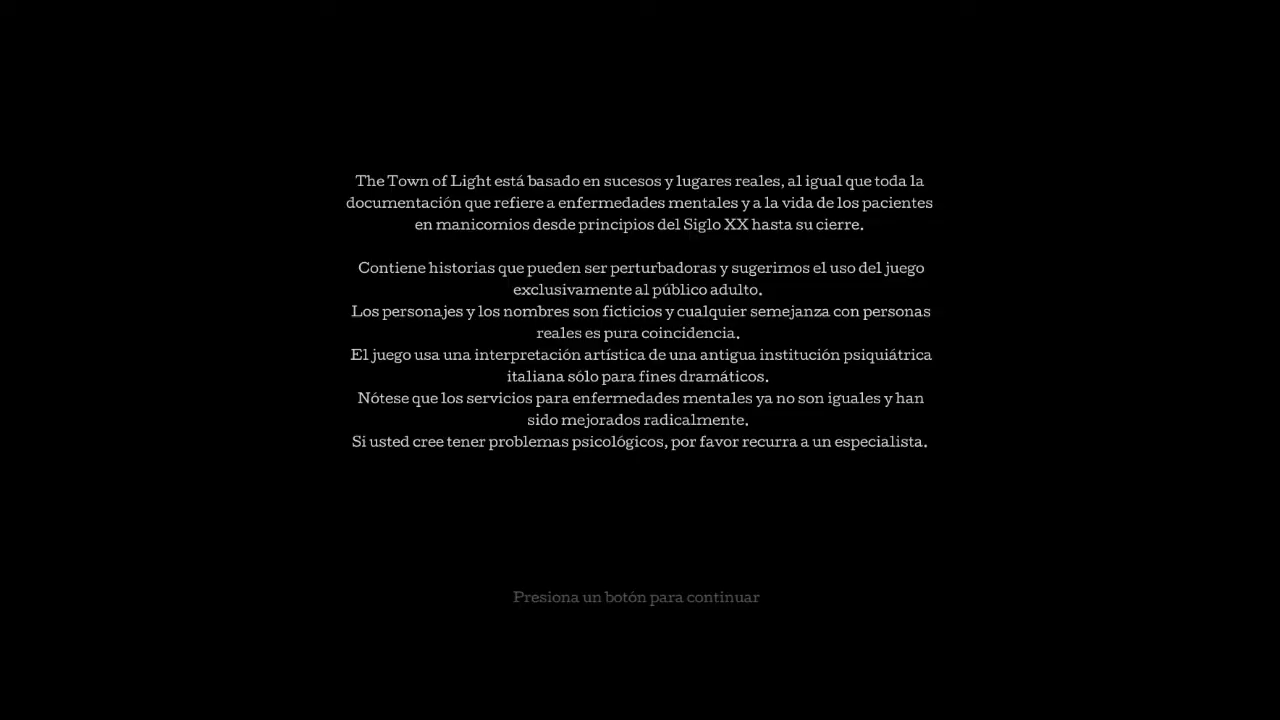 The Town of Light está basado en sucesos y lugares reales, al igual que toda la
documentación que refiere a enfermedades mentales y a la vida de los pacientes
en manicomios desde principios del Siglo XX hasta su cierre.
Contiene historias que pueden ser perturbadoras y sugerimos el uso del juego
exclusivamente al público adulto.
Los personajes y los nombres son ficticios y cualquier semejanza con personas
reales es pura coincidencia.
El juego usa una interpretación artística de una antigua institución psiquiátrica
italiana sólo para fines dramáticos.
Nótese que los servicios para enfermedades mentales ya no son iguales y han
sido mejorados radicalmente.
Si usted cree tener problemas psicológicos, por favor recurra a un especialista.
Presiona un botón para continuar